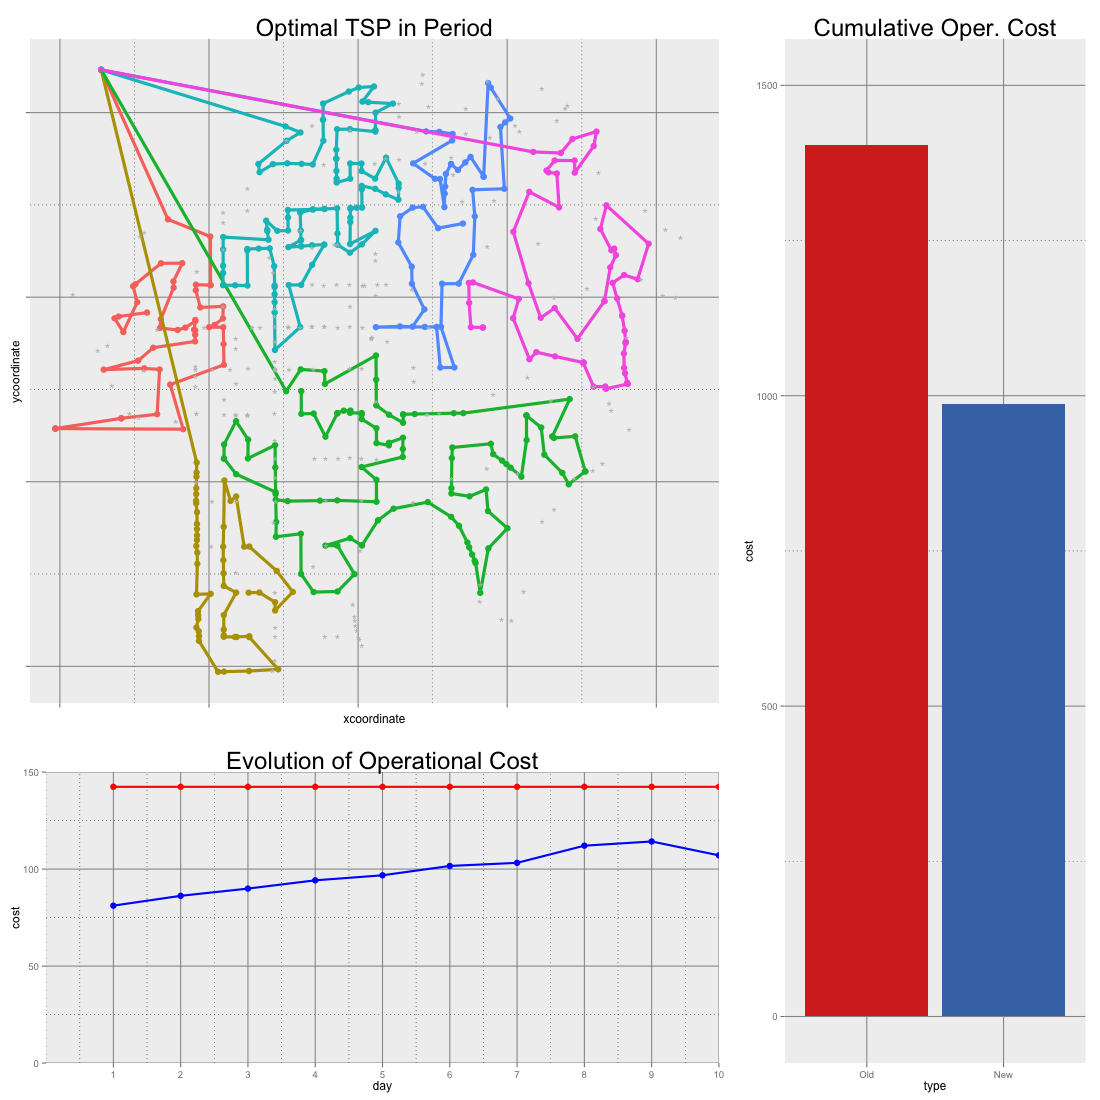 Optimal TSP in Period
ycoordinate
xcoordinate
Evolution of Operational Cost
150
100
50
0
cost
1 2 3 4 5 6 7 8 9 10
day
Cumulative Oper. Cost
1500
1000
500
0
cost
Old New
type